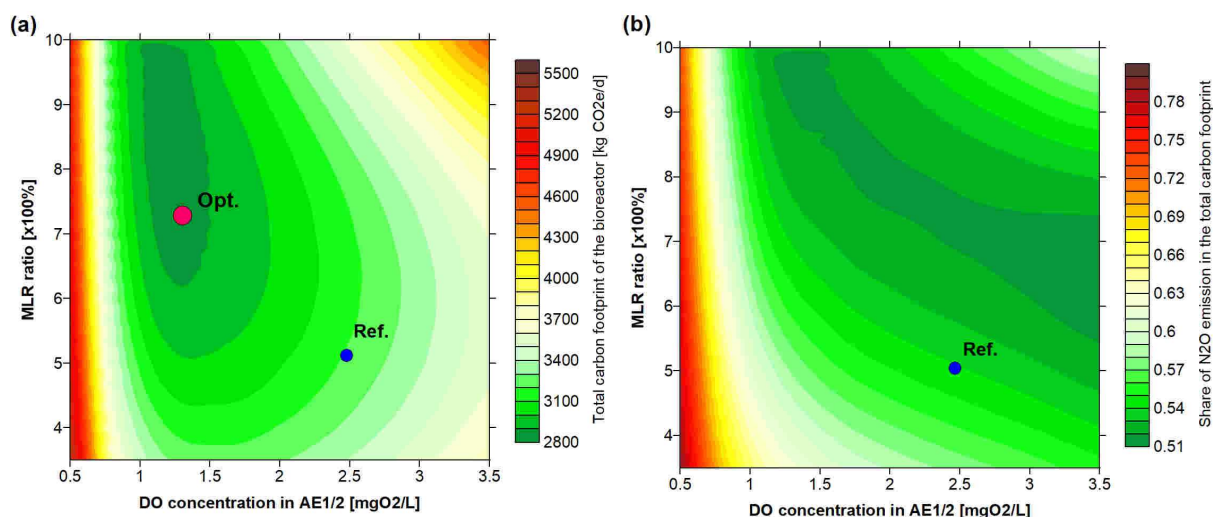 (a)
MLR ratio [x100%]
10
9
8
7
6
5
4
0.5 1 1.5 2 2.5 3 3.5
DO concentration in AE1/2 [mgO2/L]
Opt.
Ref.
5500
5200
4900
4600
4300
4000
3700
3400
3100
2800
Total carbon footprint of the bioreactor [kg CO2e/d]
(b)
MLR ratio [x100%]
10
9
8
7
6
5
4
0.5 1 1.5 2 2.5 3 3.5
DO concentration in AE1/2 [mgO2/L]
Ref.
0.78
0.75
0.72
0.69
0.66
0.63
0.6
0.57
0.54
0.51
Share of N2O emission in the total carbon footprint